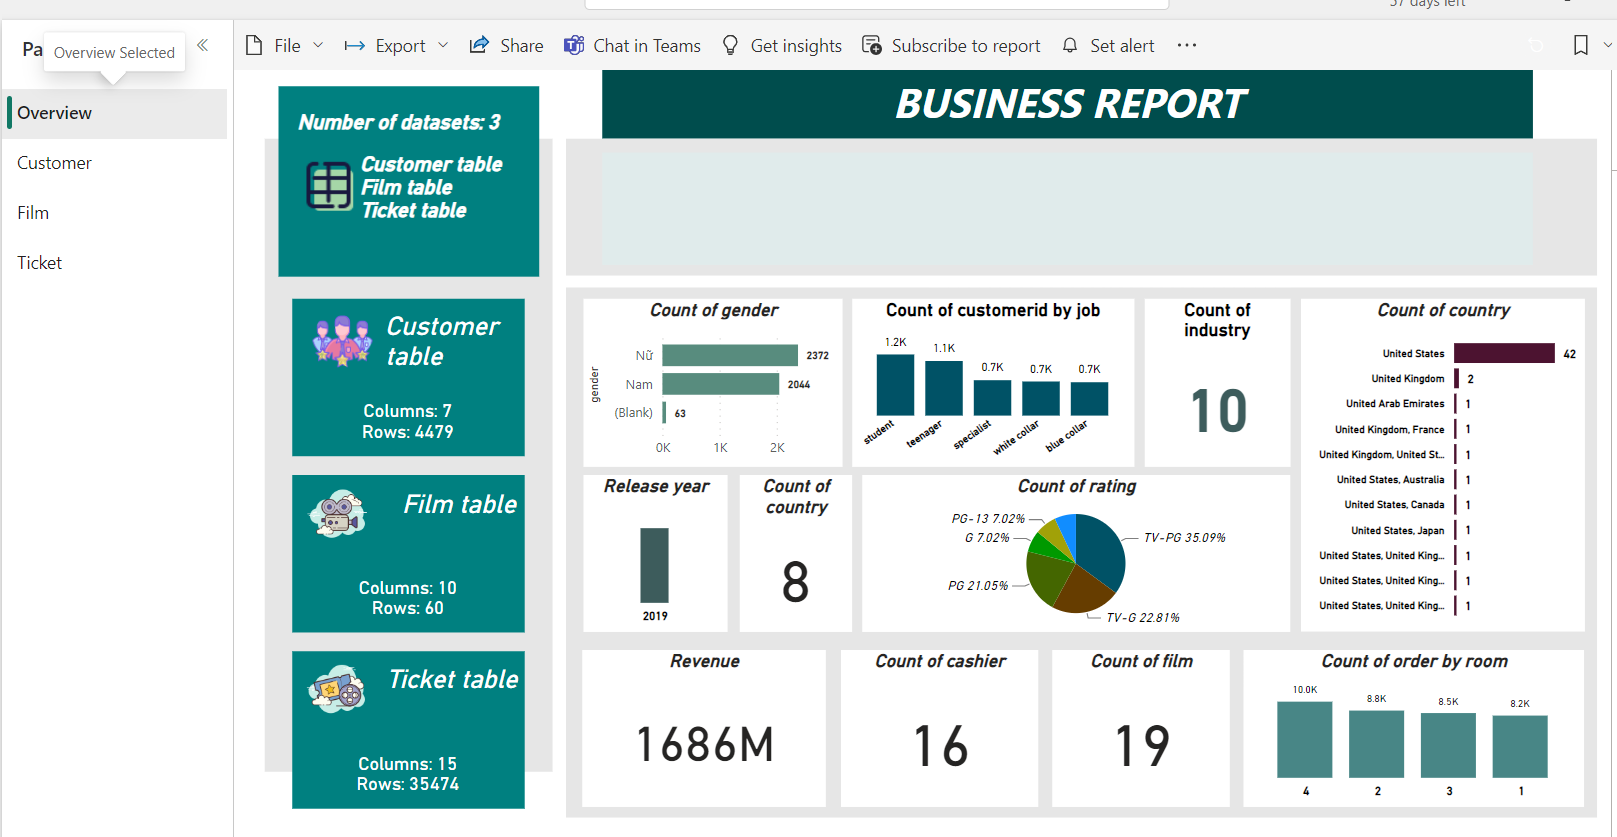 37 days left
Pa
Overview Selected
File
Export
Share
Chat in Teams
Get insights
Subscribe to report
Set alert
Overview
Customer
Film
Ticket
BUSINESS REPORT
Number of datasets: 3
Customer table
Film table
Ticket table
Customer
table
Columns: 7
Rows: 4479
Film table
Columns: 10
Rows: 60
Ticket table
Columns: 15
Rows: 35474
Count of gender
gender
Nữ
2372
Nam
2044
(Blank)
63
0K
1K
2K
Count of customerid by job
1.2K
1.1K
0.7K
0.7K
0.7K
student
teenager
specialist
white collar
blue collar
Count of
industry
10
Count of country
United States 42
United Kingdom 2
United Arab Emirates 1
United Kingdom, France 1
United Kingdom, United St... 1
United States, Australia 1
United States, Canada 1
United States, Japan 1
United States, United King... 1
United States, United King... 1
United States, United King... 1
Release year
2019
Count of
country
8
Count of rating
PG-13 7.02%
G 7.02%
PG 21.05%
TV-PG 35.09%
TV-G 22.81%
Revenue
1686M
Count of cashier
16
Count of film
19
Count of order by room
10.0K
8.8K
8.5K
8.2K
4
2
3
1